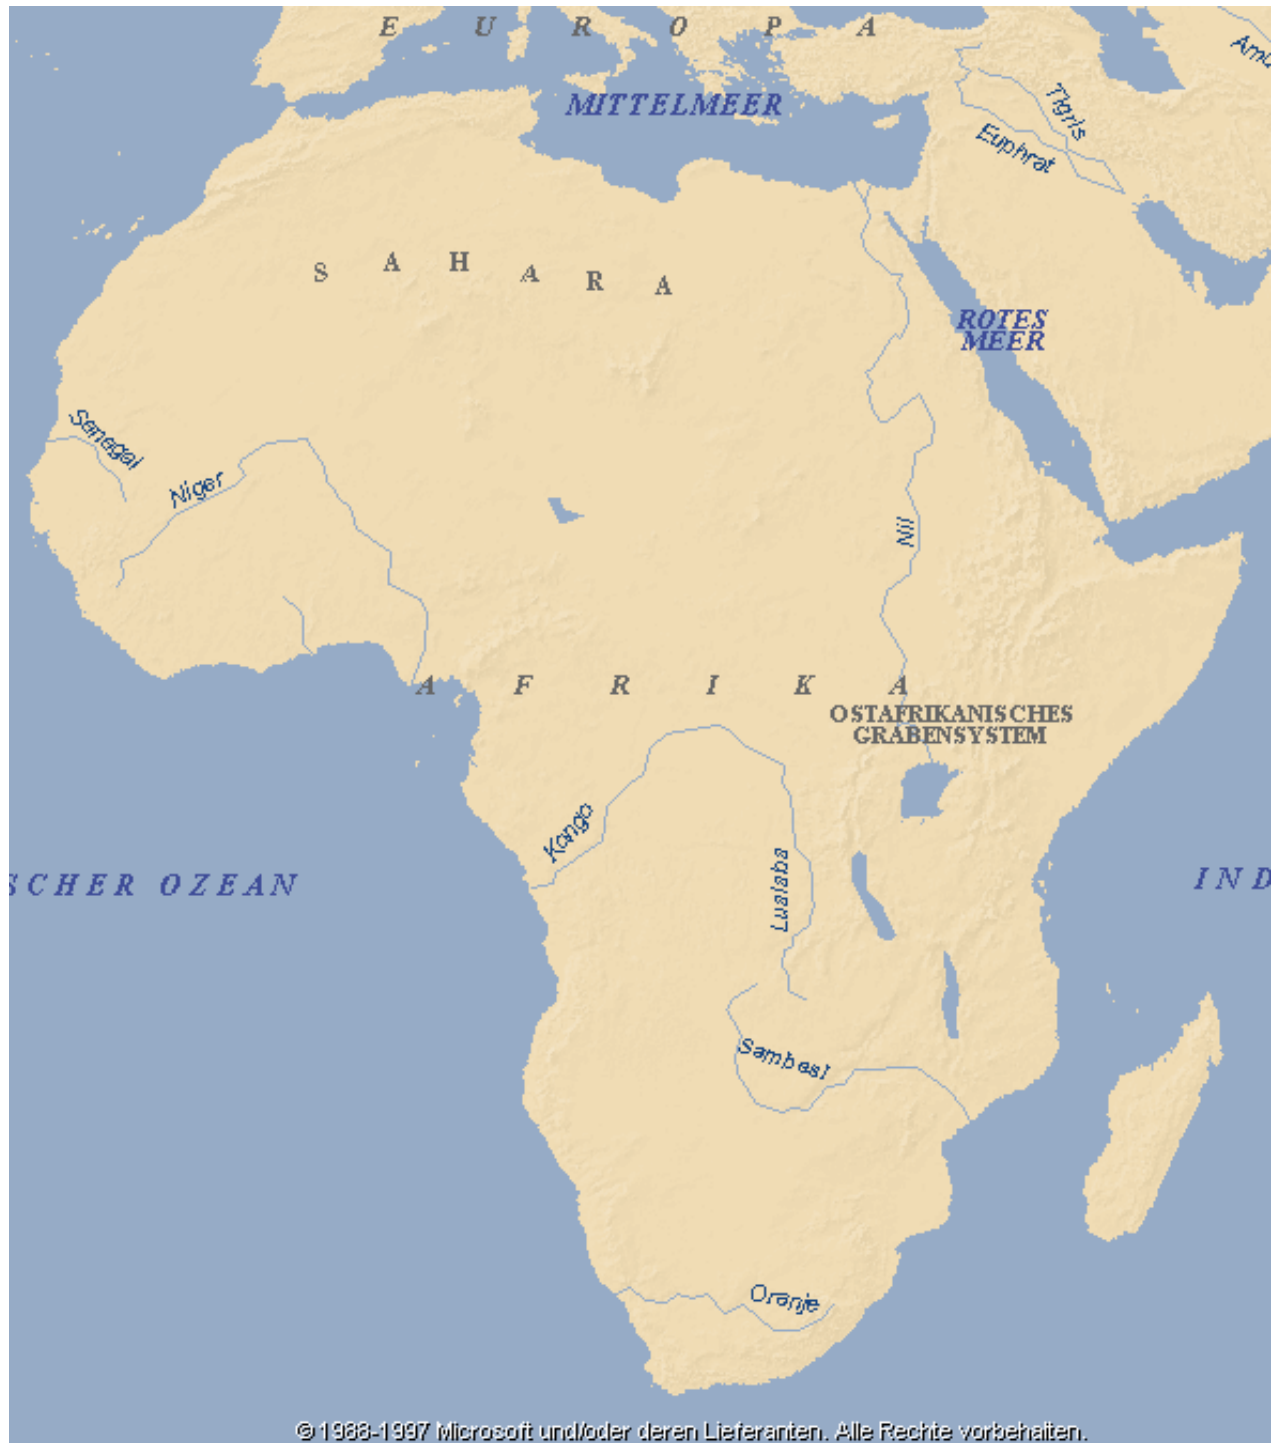 E U R O P A
Amu
MITTELMEER
Tigris
Euphrat
S A H A R A
ROTES
MEER
Senegal
Niger
Nil
A F R I K A
OSTAFRIKANISCHES
GRABENSYSTEM
Kongo
Lualaba
SCHER OZEAN
IND
Sambesi
Oranje
© 1988-1997 Microsoft und/oder deren Lieferanten. Alle Rechte vorbehalten.